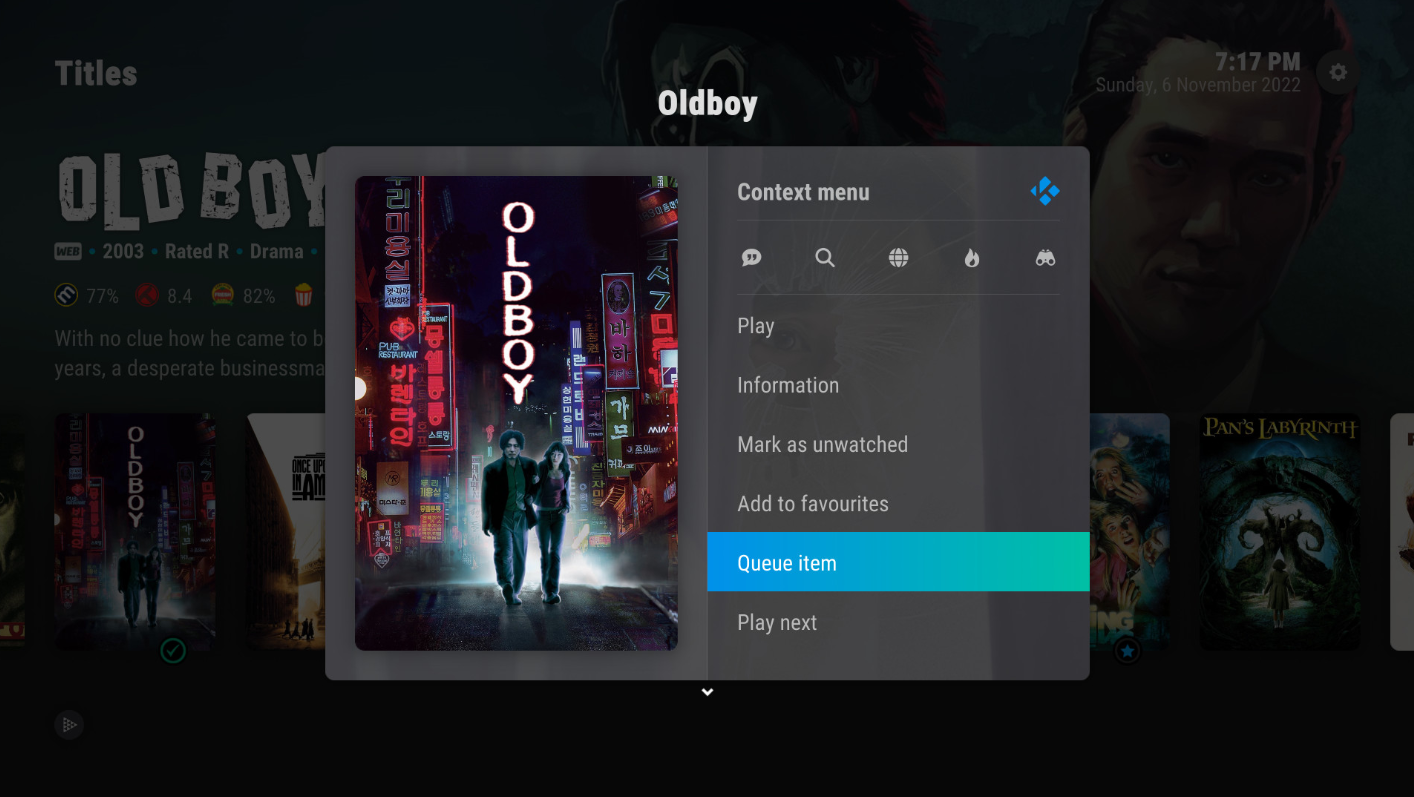 Titles
7:17 PM
Sunday, 6 November 2022
Oldboy
OLD BOY
WEB • 2003 • Rated R • Drama •
77% 8.4 82%
With no clue how he came to b
years, a desperate businessma
OLDBOY
PUB
RESTAURANT
Context menu
Play
Information
Mark as unwatched
Add to favourites
Queue item
Play next
OLDBOY
ONCE UPO
IN AM
PAN'S LABYRINTH